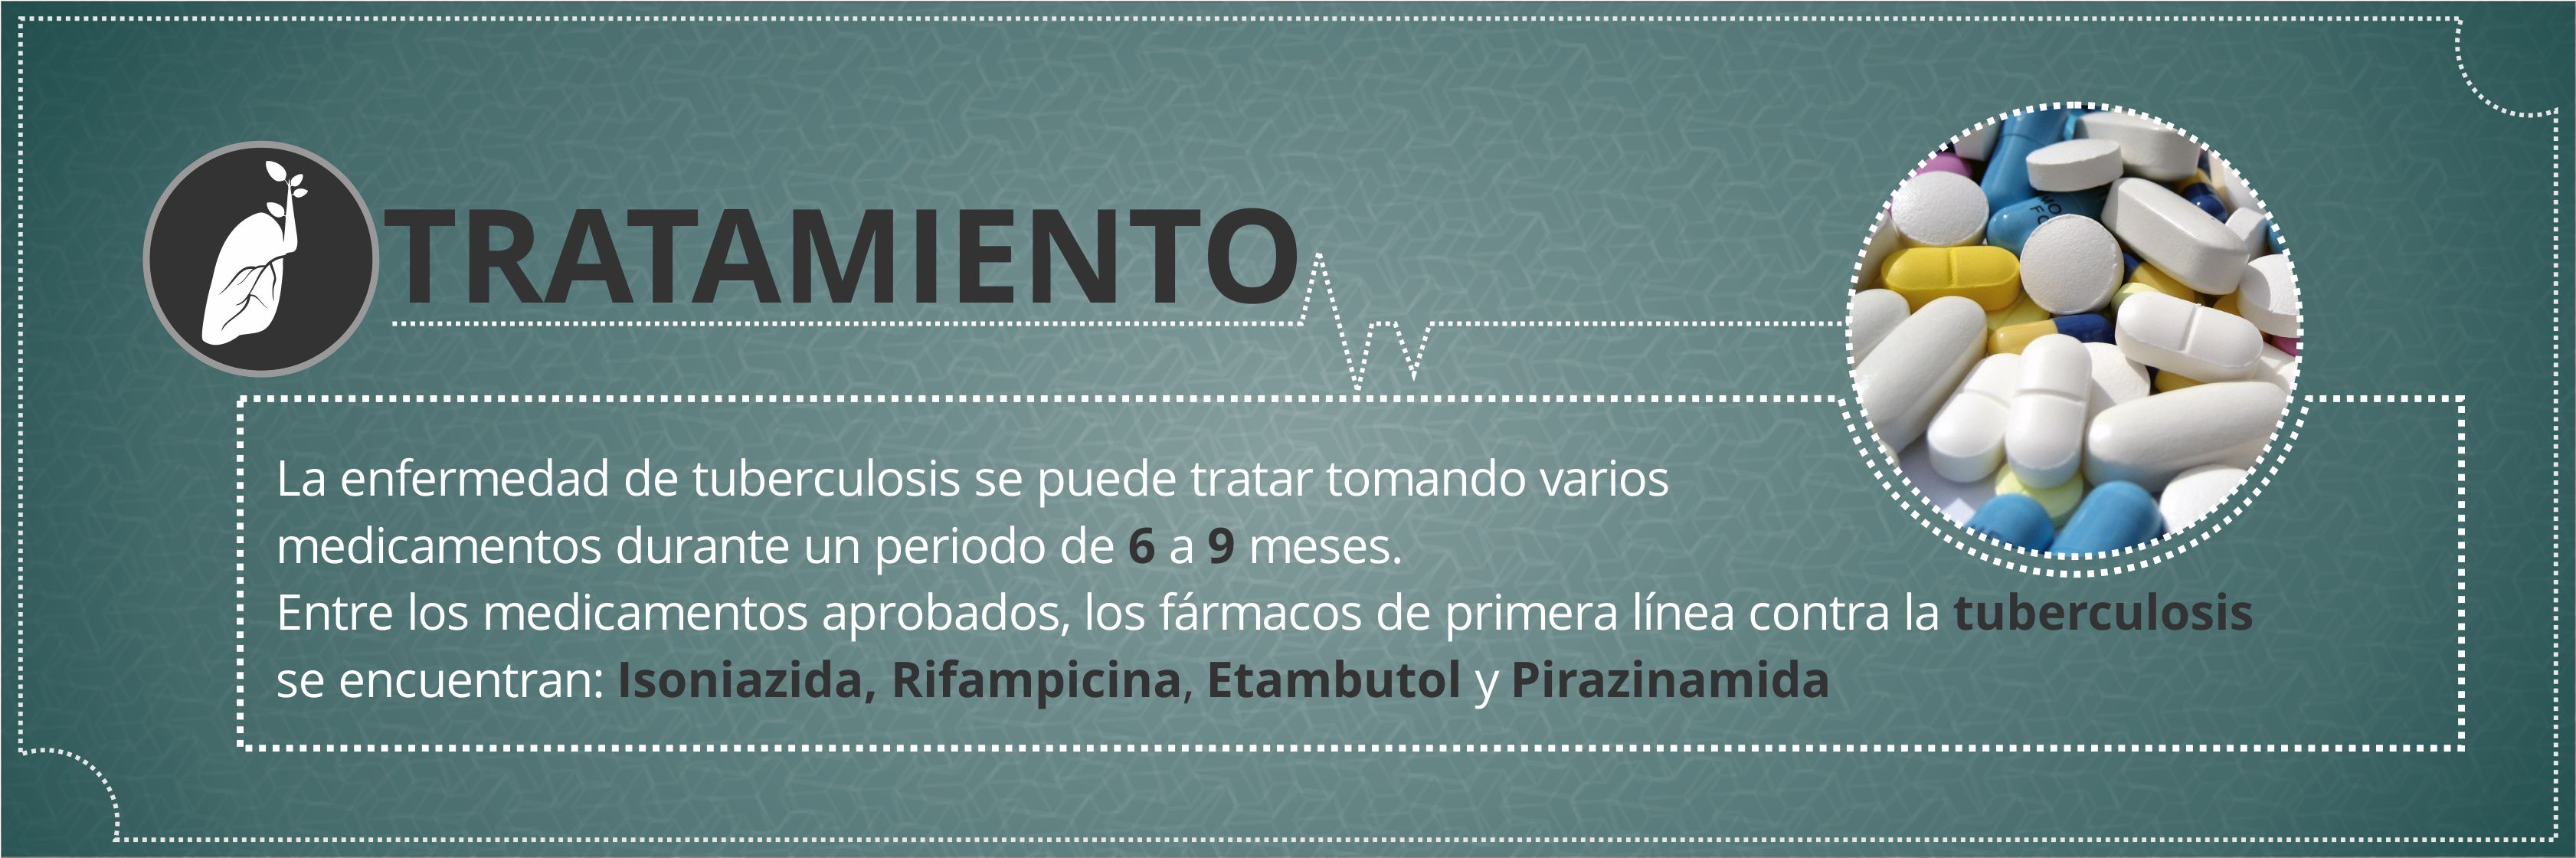 TRATAMIENTO
La enfermedad de tuberculosis se puede tratar tomando varios
medicamentos durante un periodo de 6 a 9 meses.
Entre los medicamentos aprobados, los fármacos de primera línea contra la tuberculosis
se encuentran: Isoniazida, Rifampicina, Etambutol y Pirazinamida